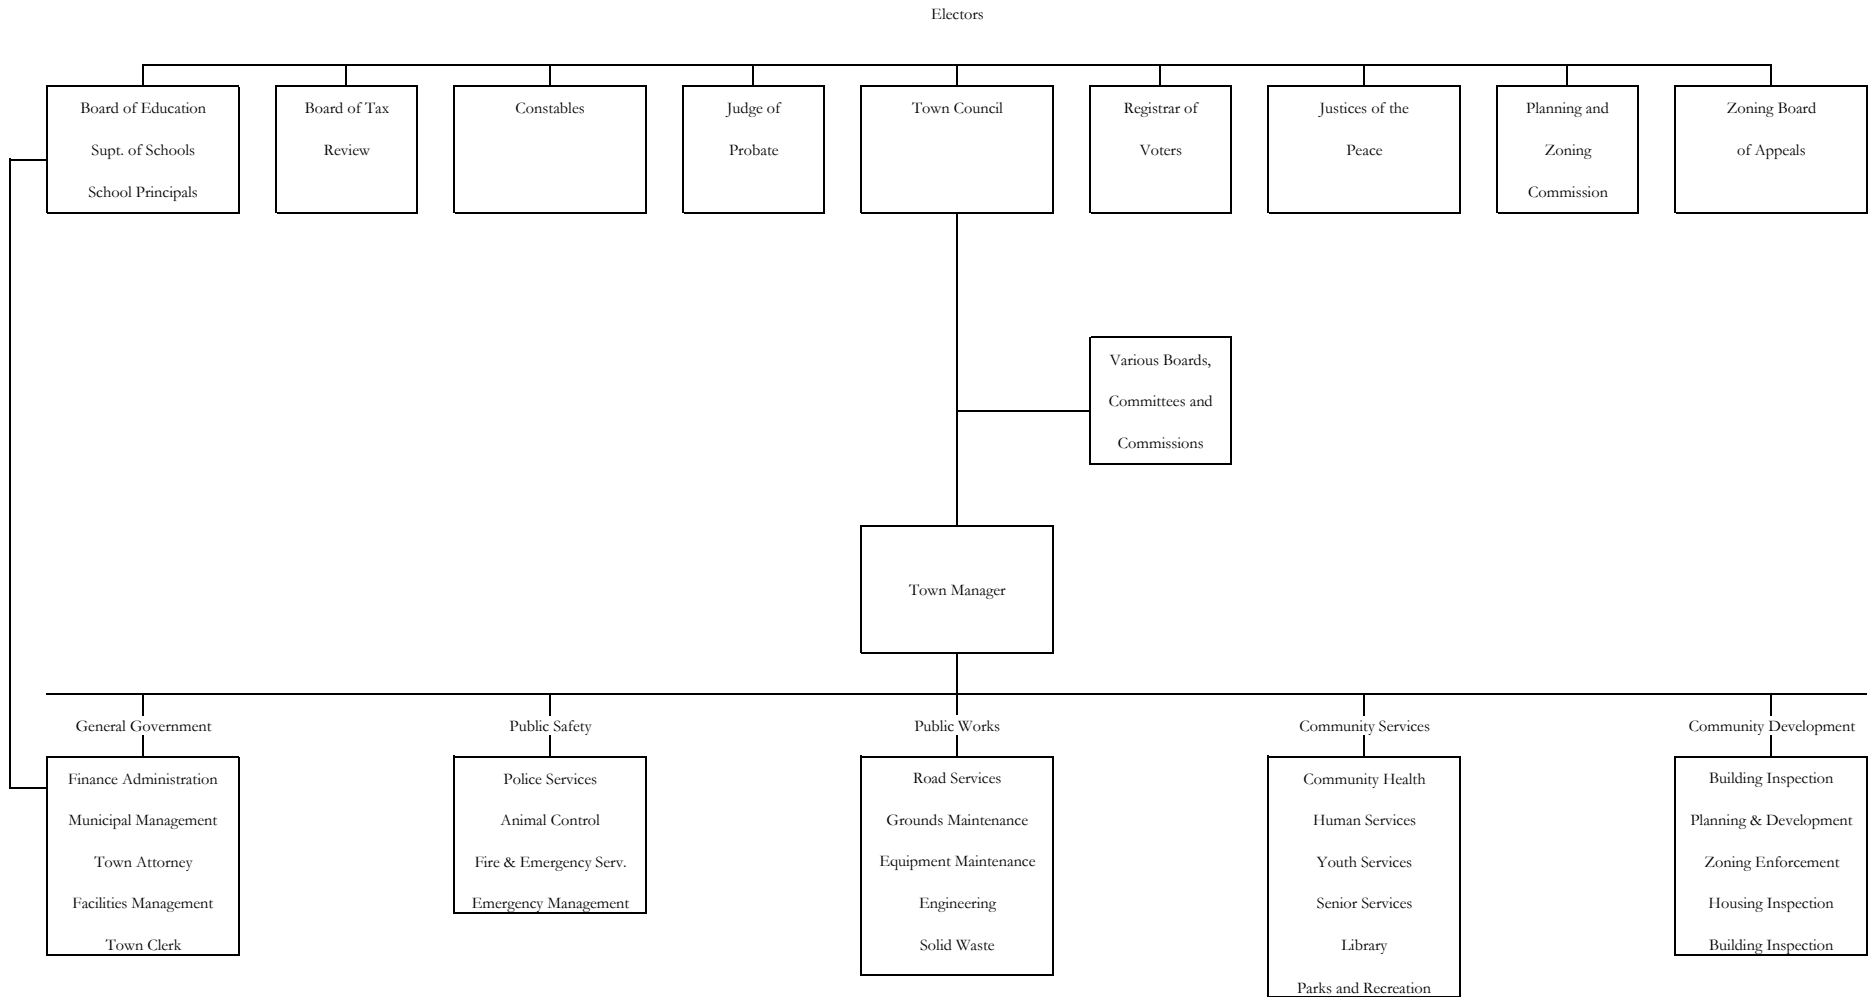 Electors
Board of Education
Supt. of Schools
School Principals
Board of Tax
Review
Constables
Judge of
Probate
Town Council
Registrar of
Voters
Justices of the
Peace
Planning and
Zoning
Commission
Zoning Board
of Appeals
Various Boards,
Committees and
Commissions
Town Manager
General Government
Finance Administration
Municipal Management
Town Attorney
Facilities Management
Town Clerk
Public Safety
Police Services
Animal Control
Fire & Emergency Serv.
Emergency Management
Public Works
Road Services
Grounds Maintenance
Equipment Maintenance
Engineering
Solid Waste
Community Services
Community Health
Human Services
Youth Services
Senior Services
Library
Parks and Recreation
Community Development
Building Inspection
Planning & Development
Zoning Enforcement
Housing Inspection
Building Inspection